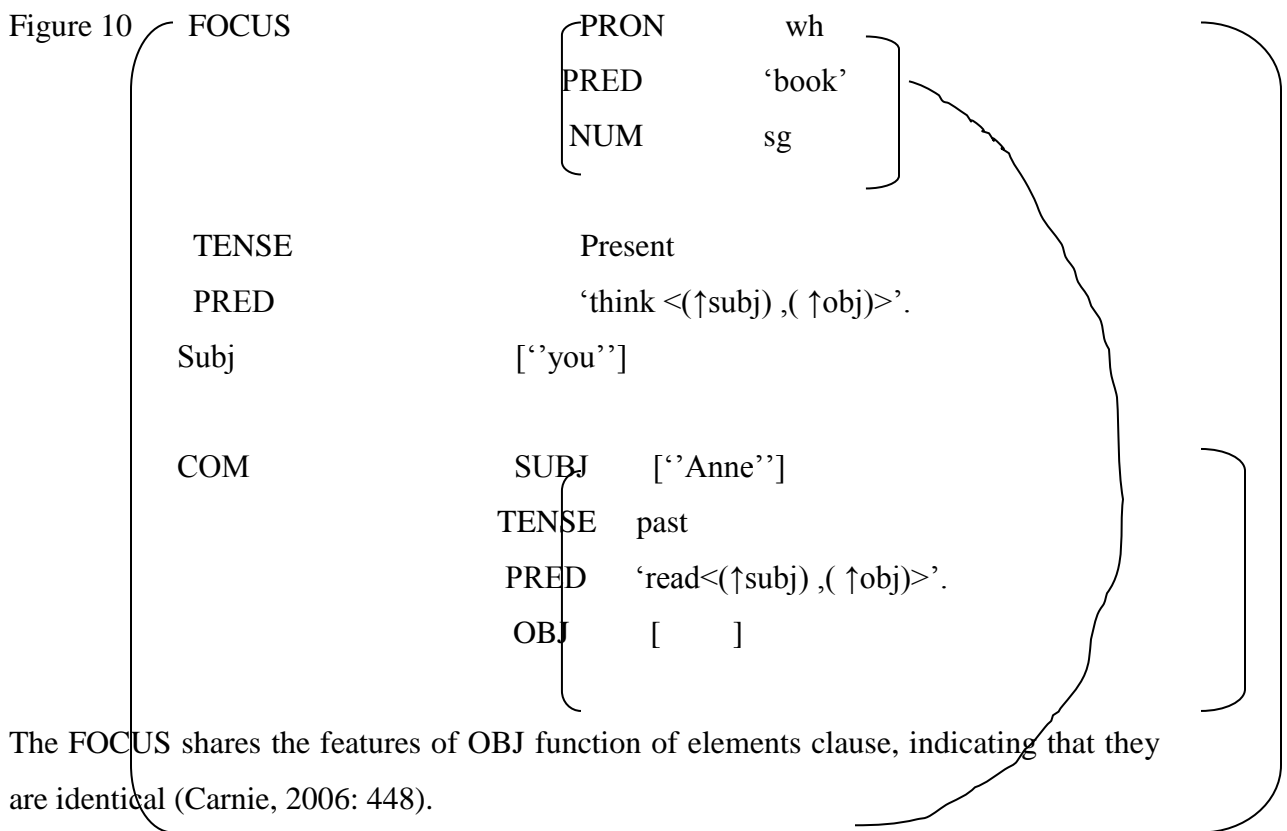 Figure 10 FOCUS PRON wh
PRED ‘book’
NUM sg
TENSE Present
PRED ‘think <(↑subj) ,( ↑obj)>’.
Subj [‘’you’’]
COM SUBJ [‘’Anne’’]
TENSE past
PRED ‘read<(↑subj) ,( ↑obj)>’.
OBJ [ ]
The FOCUS shares the features of OBJ function of elements clause, indicating that they
are identical (Carnie, 2006: 448).